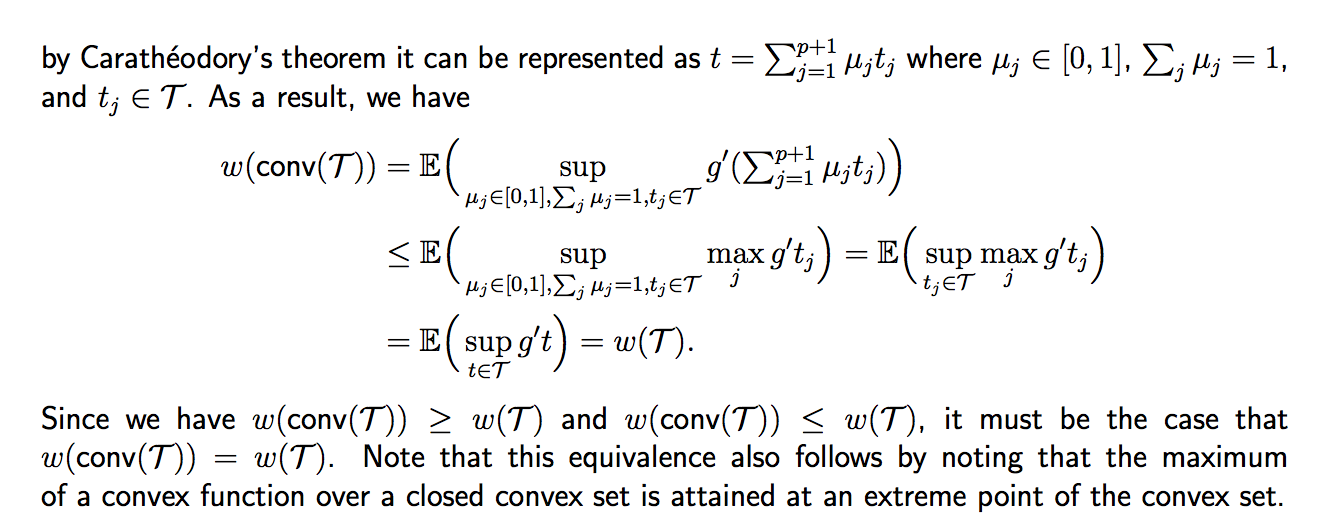 by Carathéodory's theorem it can be represented as $t = \sum_{j=1}^{p+1} \mu_j t_j$ where $\mu_j \in [0, 1]$, $\sum_j \mu_j = 1$,
and $t_j \in \mathcal{T}$. As a result, we have
$w(\text{conv}(\mathcal{T})) = \mathbb{E}\Big( \sup_{\mu_j \in [0,1], \sum_j \mu_j = 1, t_j \in \mathcal{T}} g'(\sum_{j=1}^{p+1} \mu_j t_j) \Big)$
$\leq \mathbb{E}\Big( \sup_{\mu_j \in [0,1], \sum_j \mu_j = 1, t_j \in \mathcal{T}} \max_j g' t_j \Big) = \mathbb{E}\Big( \sup_{t_j \in \mathcal{T}} \max_j g' t_j \Big)$
$= \mathbb{E}\Big( \sup_{t \in \mathcal{T}} g' t \Big) = w(\mathcal{T}).$
Since we have $w(\text{conv}(\mathcal{T})) \geq w(\mathcal{T})$ and $w(\text{conv}(\mathcal{T})) \leq w(\mathcal{T})$, it must be the case that
$w(\text{conv}(\mathcal{T})) = w(\mathcal{T})$. Note that this equivalence also follows by noting that the maximum
of a convex function over a closed convex set is attained at an extreme point of the convex set.